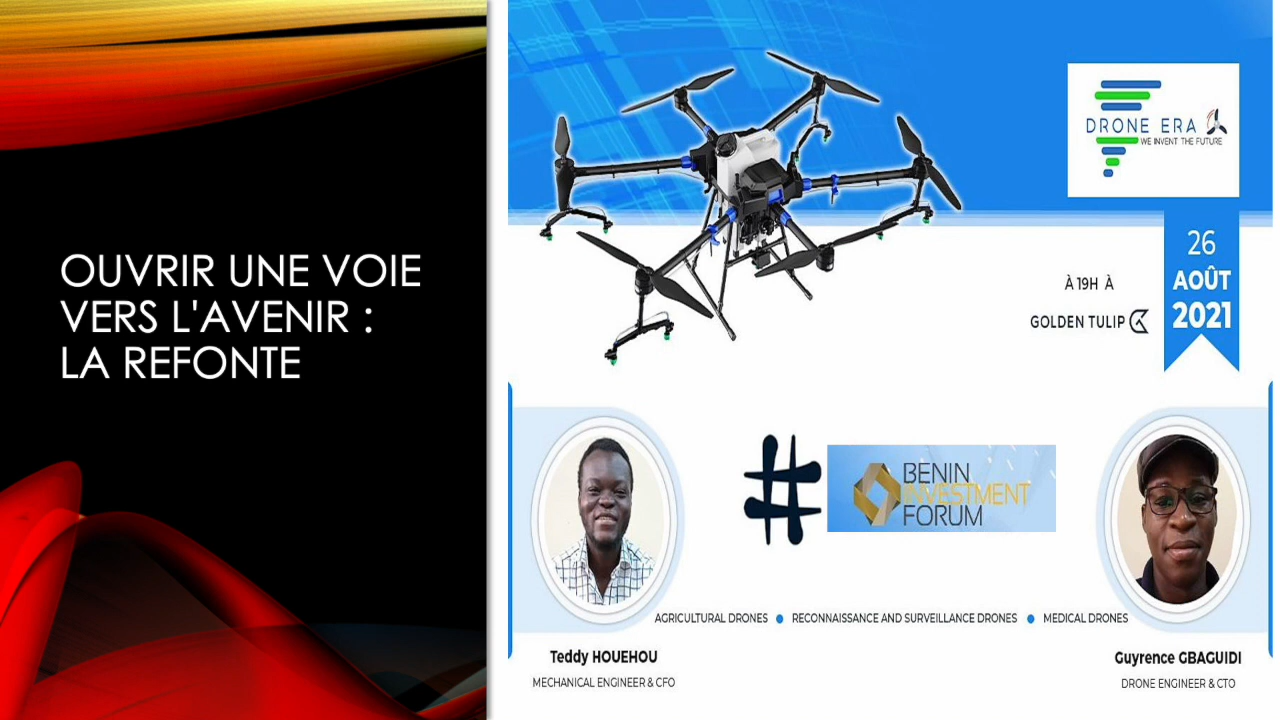 OUVRIR UNE VOIE
VERS L'AVENIR :
LA REFONTE
DRONE ERA
WE INVENT THE FUTURE
26
AOÛT
2021
À 19H À
GOLDEN TULIP
#
BENIN
INVESTMENT
FORUM
AGRICULTURAL DRONES ● RECONNAISSANCE AND SURVEILLANCE DRONES ● MEDICAL DRONES
Teddy HOUEHOU
MECHANICAL ENGINEER & CFO
Guyrence GBAGUIDI
DRONE ENGINEER & CTO